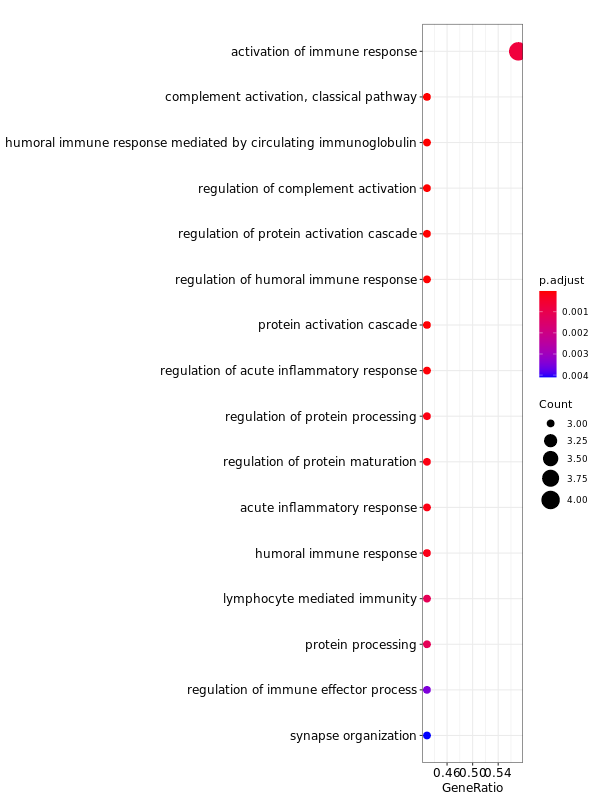 activation of immune response
complement activation, classical pathway
humoral immune response mediated by circulating immunoglobulin
regulation of complement activation
regulation of protein activation cascade
regulation of humoral immune response
protein activation cascade
regulation of acute inflammatory response
regulation of protein processing
regulation of protein maturation
acute inflammatory response
humoral immune response
lymphocyte mediated immunity
protein processing
regulation of immune effector process
synapse organization
0.46 0.50 0.54
GeneRatio
p.adjust
0.001
0.002
0.003
0.004
Count
3.00
3.25
3.50
3.75
4.00